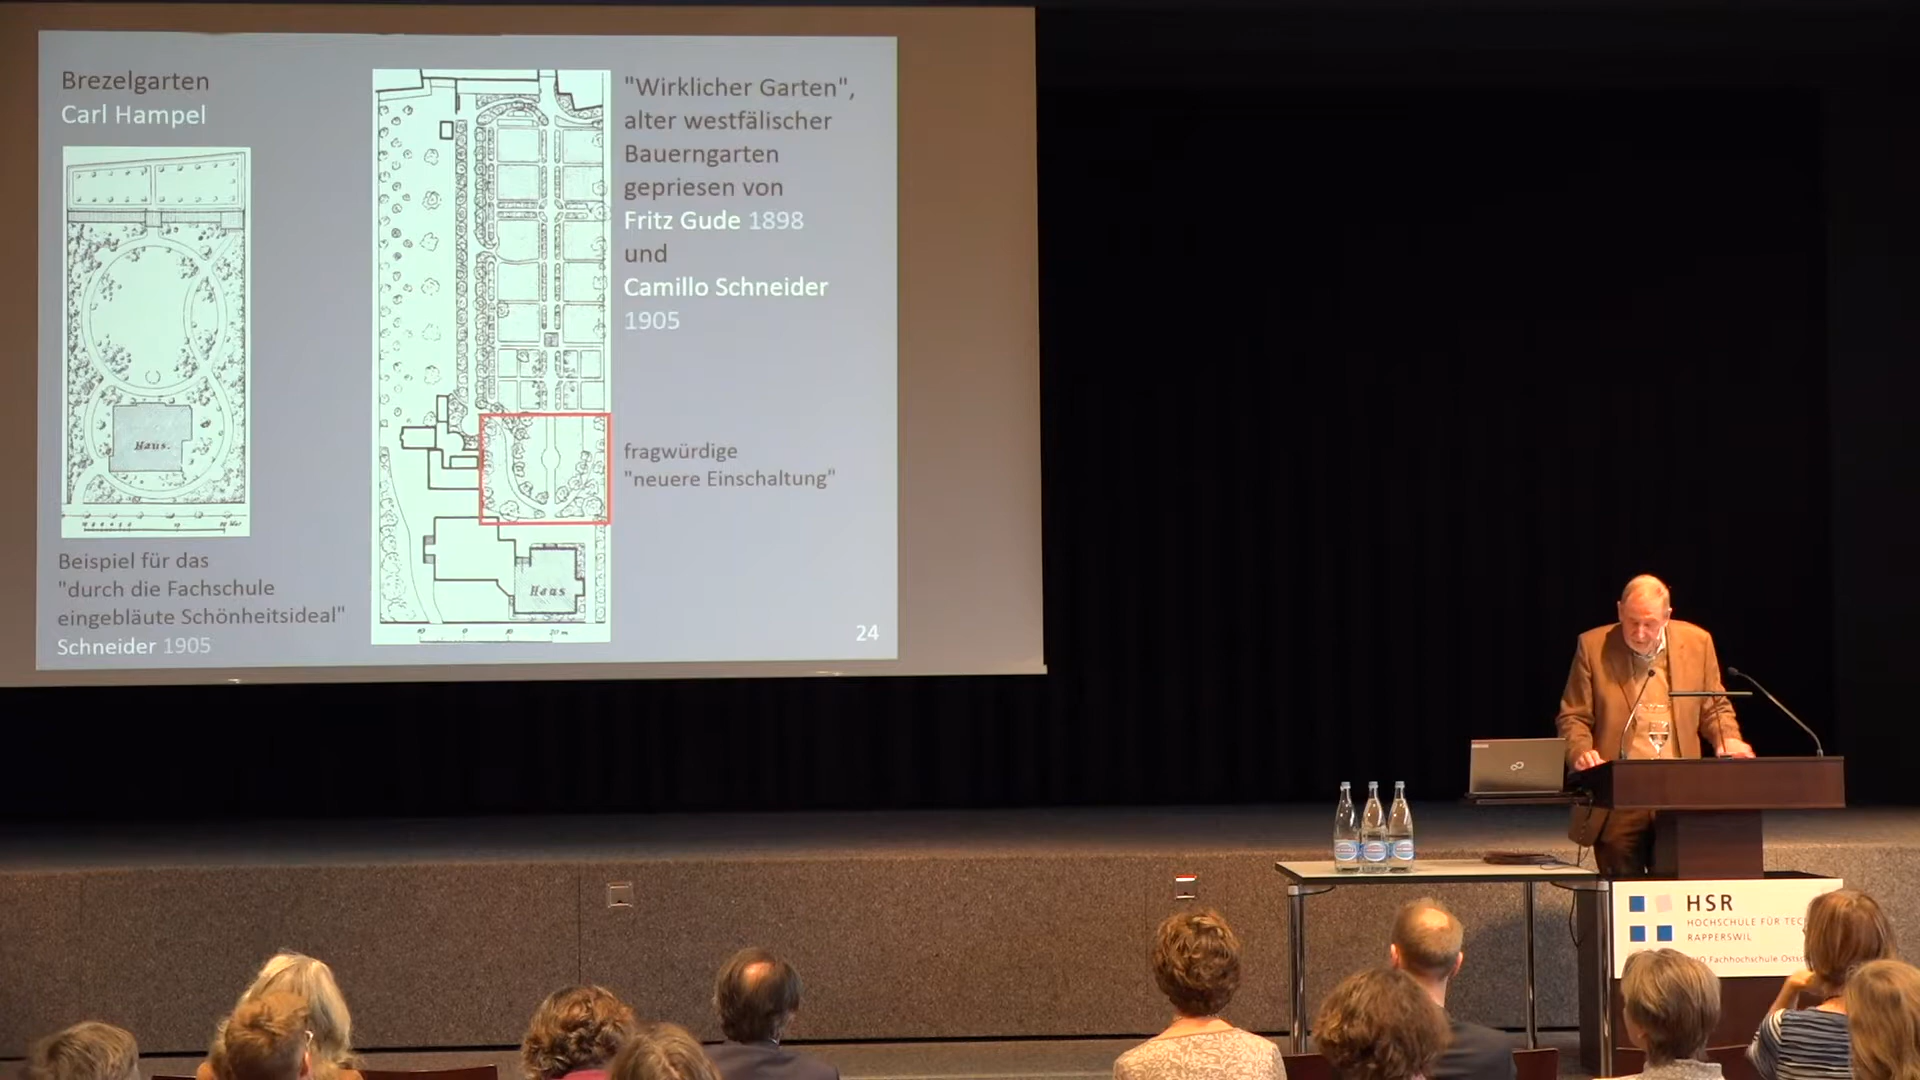 Brezelgarten
Carl Hampel
Haus.
Beispiel für das
"durch die Fachschule
eingebläute Schönheitsideal"
Schneider 1905
"Wirklicher Garten",
alter westfälischer
Bauerngarten
gepriesen von
Fritz Gude 1898
und
Camillo Schneider
1905
fragwürdige
"neuere Einschaltung"
Haus
24
HSR
HOCHSCHULE FÜR TEC
RAPPERSWIL
Fachhochschule Ostsc